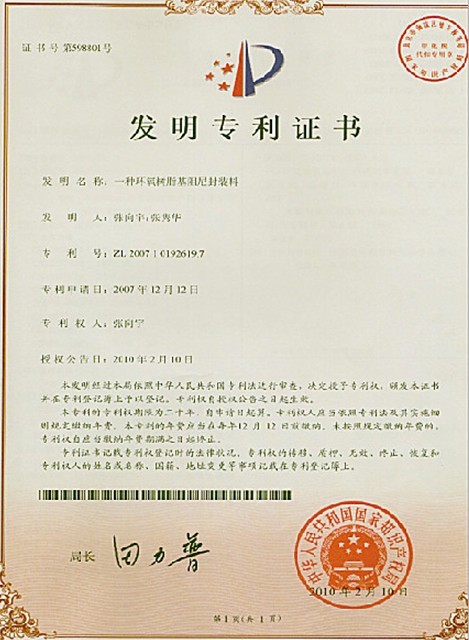 证书号第598801号
发明专利证书
发明名称：一种环氧树脂基阻尼封装料
发明人：张向宇;张隽华
专利号：ZL 2007 1 0192619.7
专利申请日：2007年12月12日
专利权人：张向宇
授权公告日：2010年2月10日
本发明经过本局依照中华人民共和国专利法进行审查，决定授予专利权，颁发本证书
并在专利登记簿上予以登记。专利权自授权公告之日起生效。
本专利的专利权期限为二十年，自申请日起算。专利权人应当依照专利法及其实施细
则规定缴纳年费。本专利的年费应当在每年12月12日前缴纳。未按照规定缴纳年费的，
专利权自应当缴纳年费期满之日起终止。
专利证书记载专利权登记时的法律状况。专利权的转移、质押、无效、终止、恢复和
专利权人的姓名或名称、国籍、地址变更等事项记载在专利登记簿上。
局长
田力普
中华人民共和国国家知识产权局
2010年2月10日
第1页(共1页)